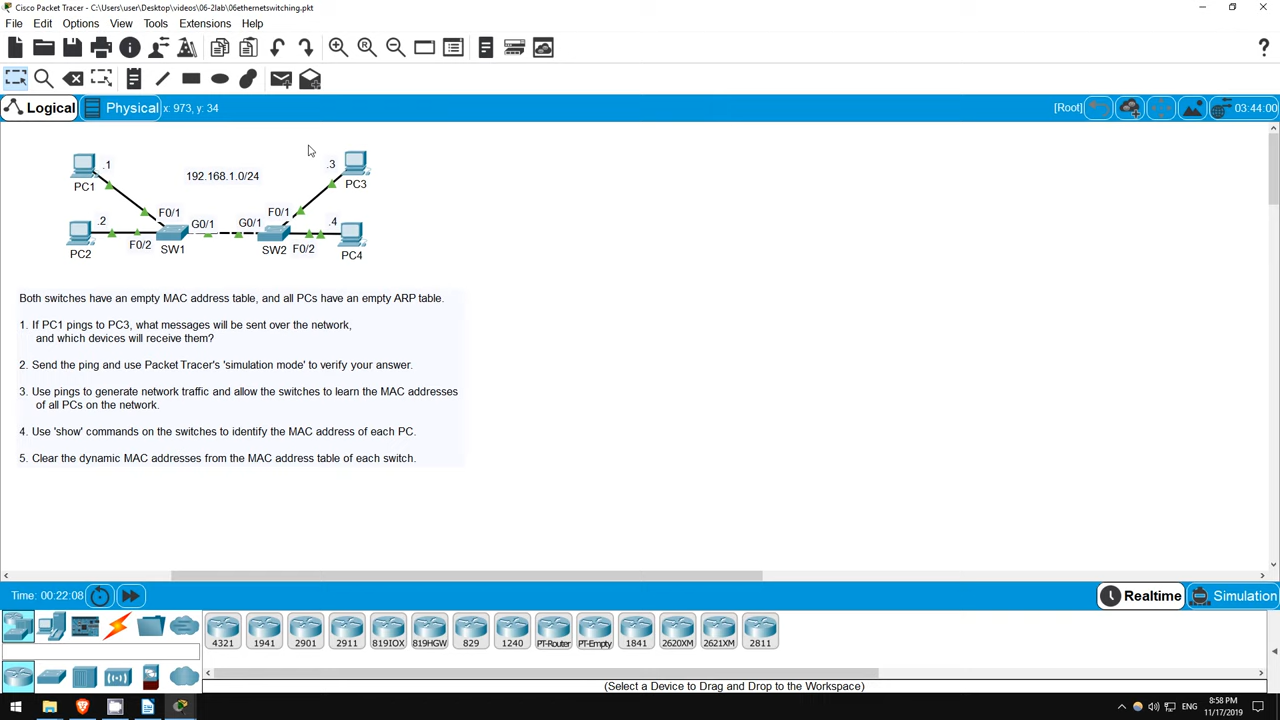 Cisco Packet Tracer - C:\Users\user\Desktop\videos\06-2lab\06ethernetswitching.pkt
File Edit Options View Tools Extensions Help
Logical Physical x: 973, y: 34 [Root] 03:44:00
.1 192.168.1.0/24 .3
PC1 PC3
F0/1 F0/1
.2 G0/1 G0/1 .4
F0/2 F0/2
PC2 SW1 SW2 PC4
Both switches have an empty MAC address table, and all PCs have an empty ARP table.
1. If PC1 pings to PC3, what messages will be sent over the network,
and which devices will receive them?
2. Send the ping and use Packet Tracer's 'simulation mode' to verify your answer.
3. Use pings to generate network traffic and allow the switches to learn the MAC addresses
of all PCs on the network.
4. Use 'show' commands on the switches to identify the MAC address of each PC.
5. Clear the dynamic MAC addresses from the MAC address table of each switch.
Time: 00:22:08 Realtime Simulation
4321 1941 2901 2911 819IOX 819HGW 829 1240 PT-Router PT-Empty 1841 2620XM 2621XM 2811
(Select a Device to Drag and Drop to the Workspace)
ENG 8:58 PM
11/17/2019